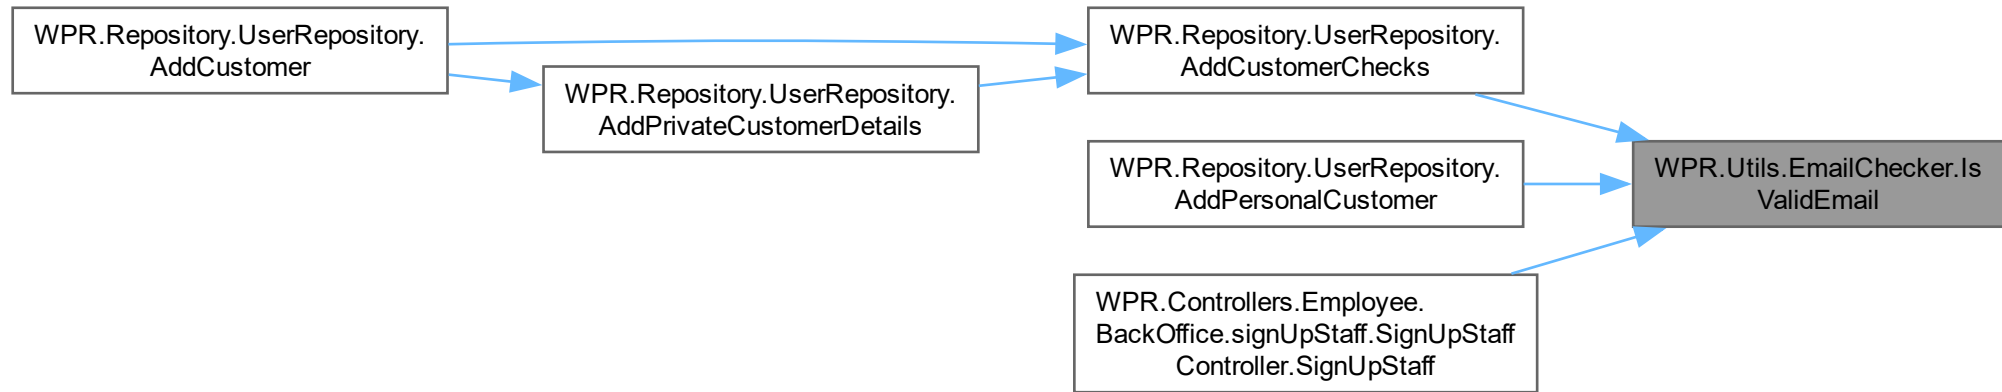 WPR.Repository.UserRepository.
AddCustomer
WPR.Repository.UserRepository.
AddPrivateCustomerDetails
WPR.Repository.UserRepository.
AddCustomerChecks
WPR.Repository.UserRepository.
AddPersonalCustomer
WPR.Controllers.Employee.
BackOffice.signUpStaff.SignUpStaff
Controller.SignUpStaff
WPR.Utils.EmailChecker.Is
ValidEmail